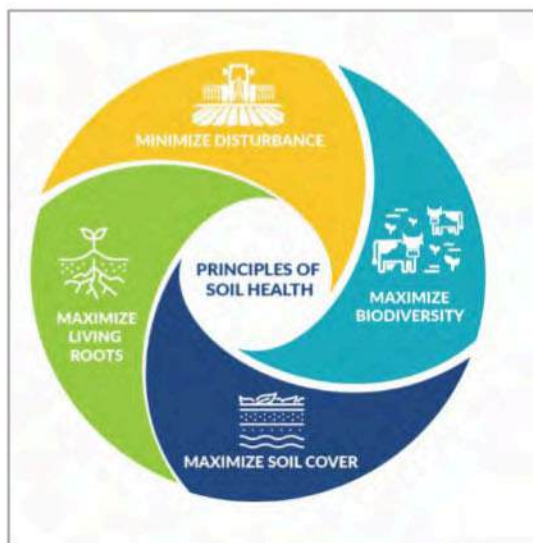 MINIMIZE DISTURBANCE
PRINCIPLES OF
SOIL HEALTH
MAXIMIZE
BIODIVERSITY
MAXIMIZE
LIVING
ROOTS
MAXIMIZE SOIL COVER